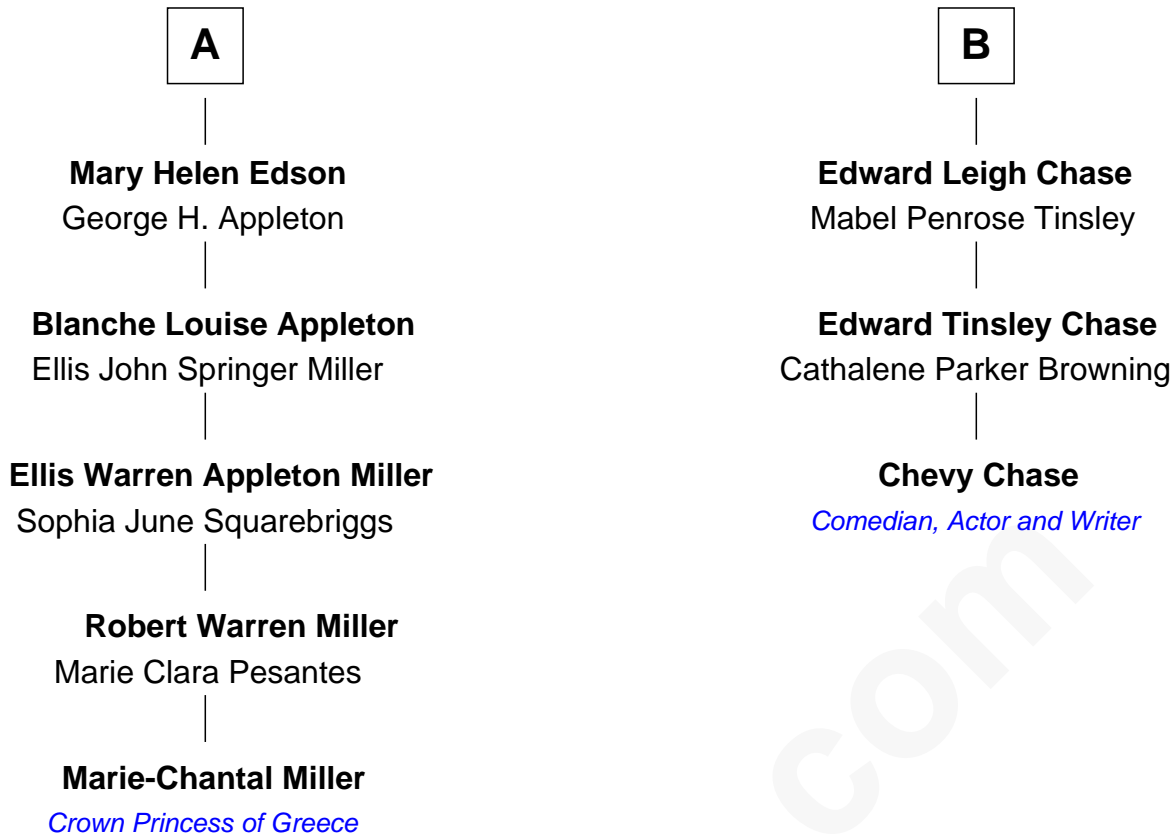 A
Mary Helen Edson
George H. Appleton
Blanche Louise Appleton
Ellis John Springer Miller
Ellis Warren Appleton Miller
Sophia June Squarebriggs
Robert Warren Miller
Marie Clara Pesantes
Marie-Chantal Miller
Crown Princess of Greece
B
Edward Leigh Chase
Mabel Penrose Tinsley
Edward Tinsley Chase
Cathalene Parker Browning
Chevy Chase
Comedian, Actor and Writer
com